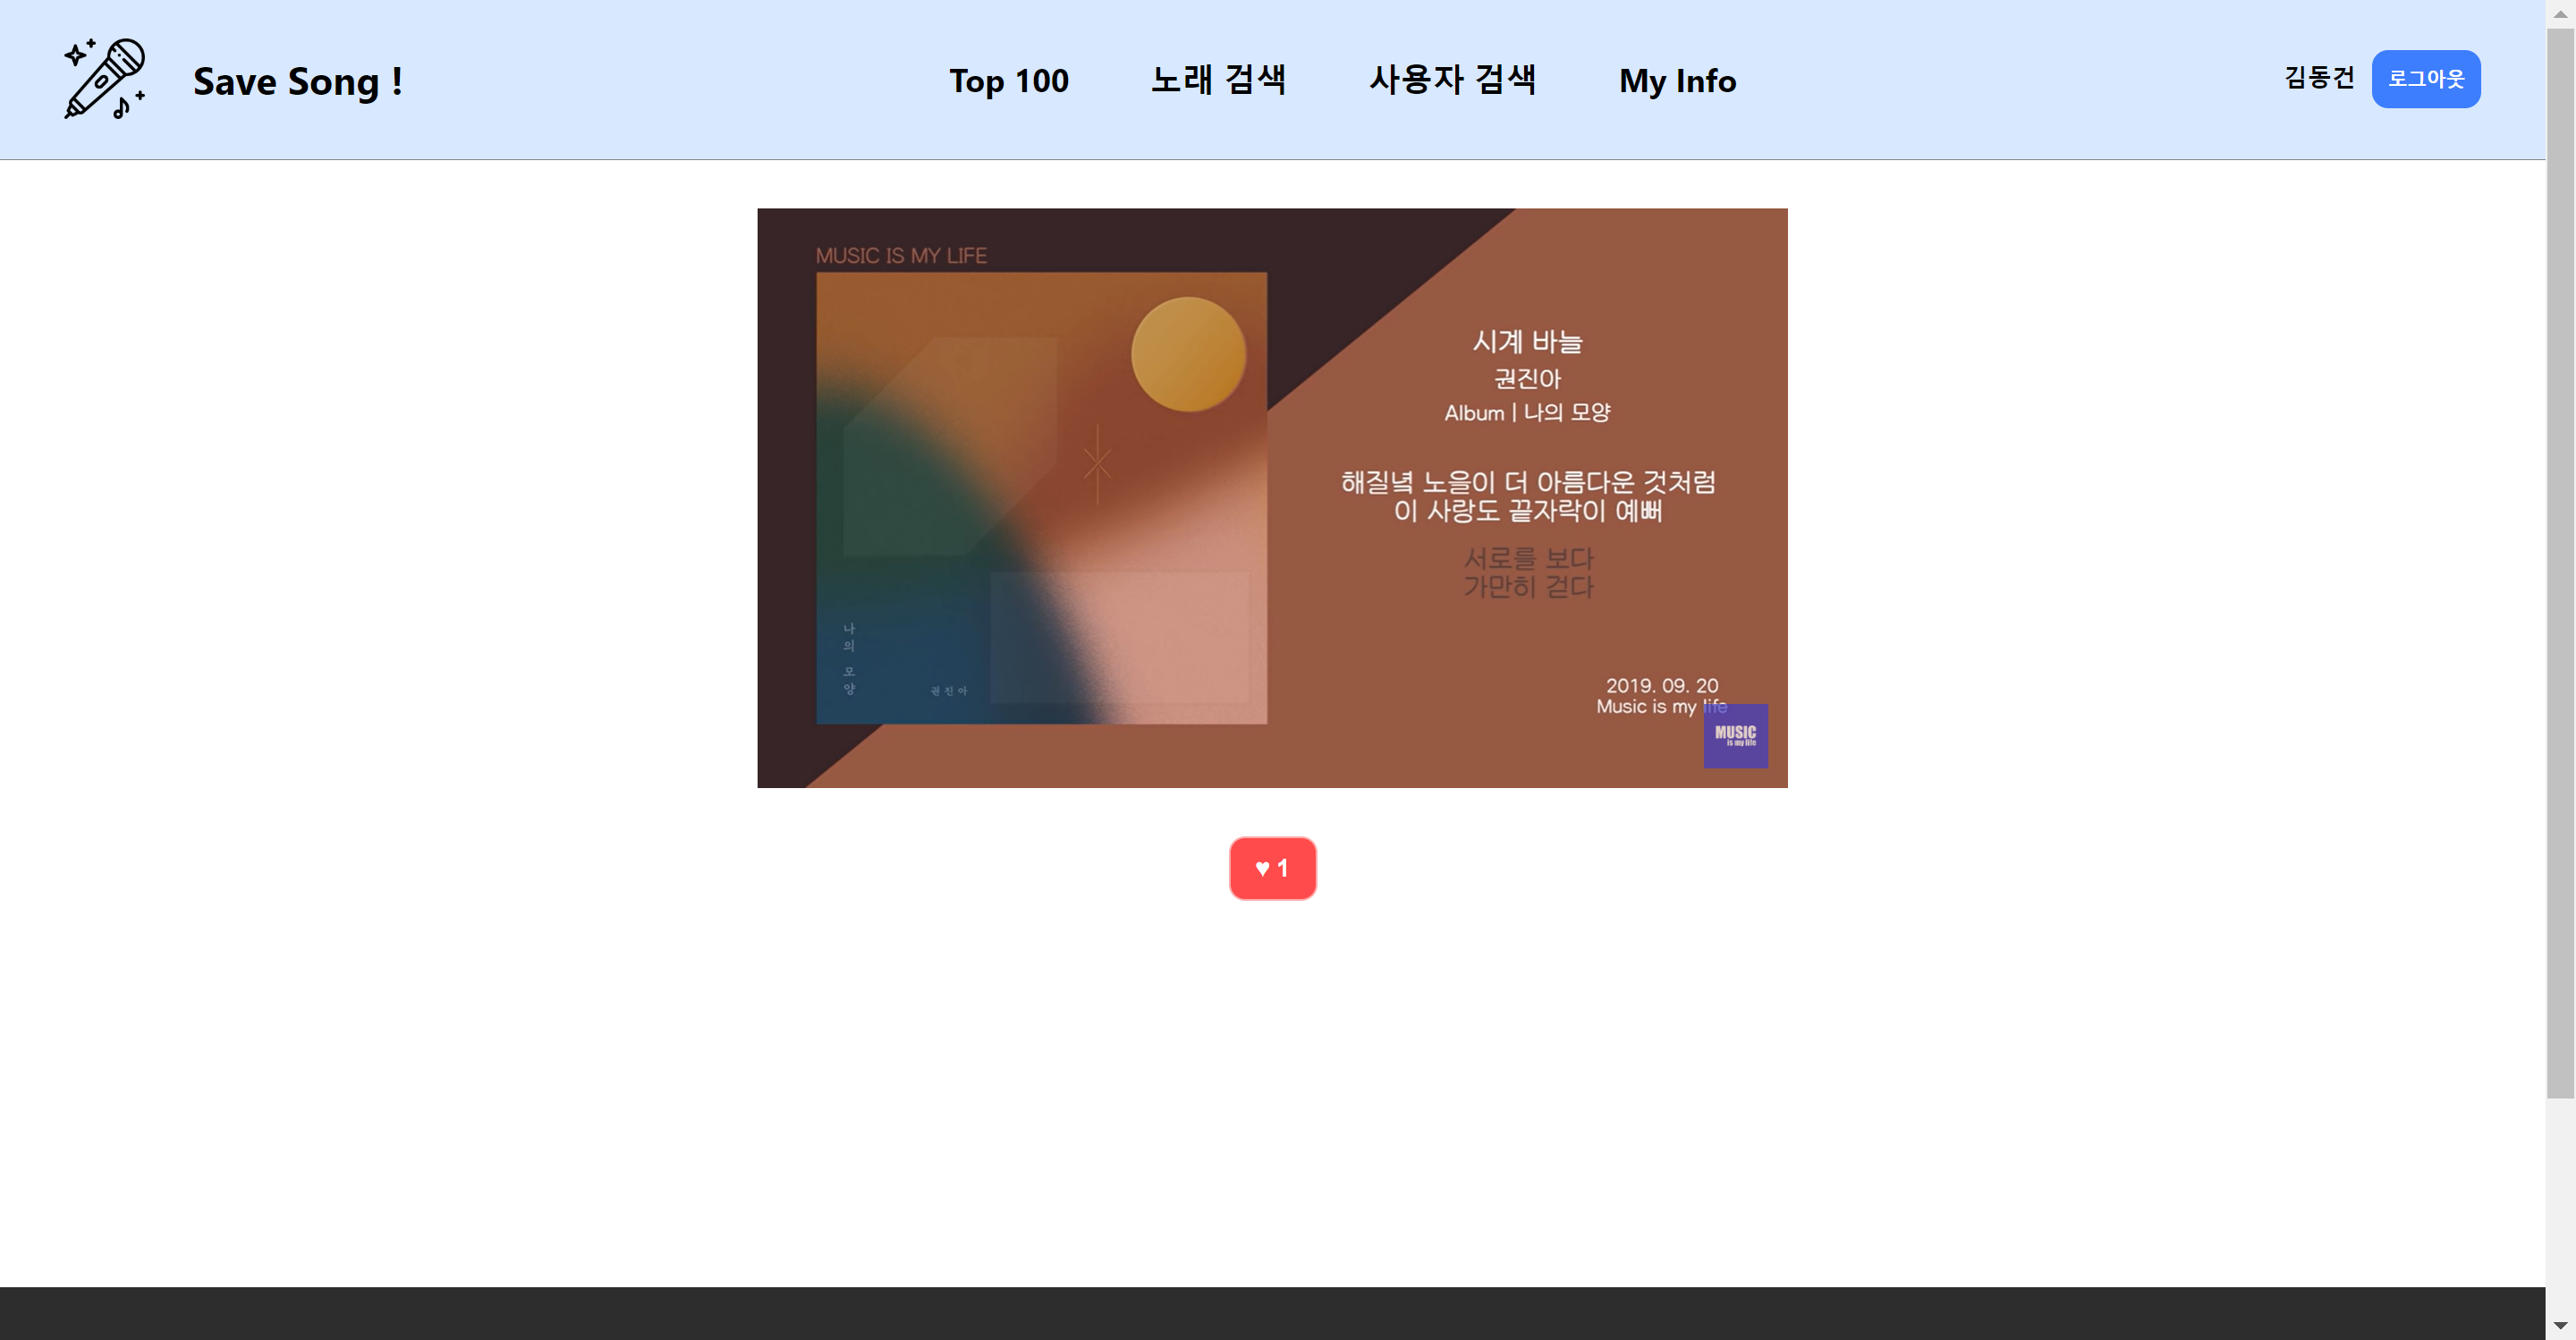 Save Song !
Top 100
노래 검색
사용자 검색
My Info
김동건
로그아웃
MUSIC IS MY LIFE
나의 모양
권진아
시계 바늘
권진아
Album | 나의 모양
해질녘 노을이 더 아름다운 것처럼
이 사랑도 끝자락이 예뻐
서로를 보다
가만히 걷다
2019. 09. 20
Music is my life
MUSIC
is my life
♥ 1